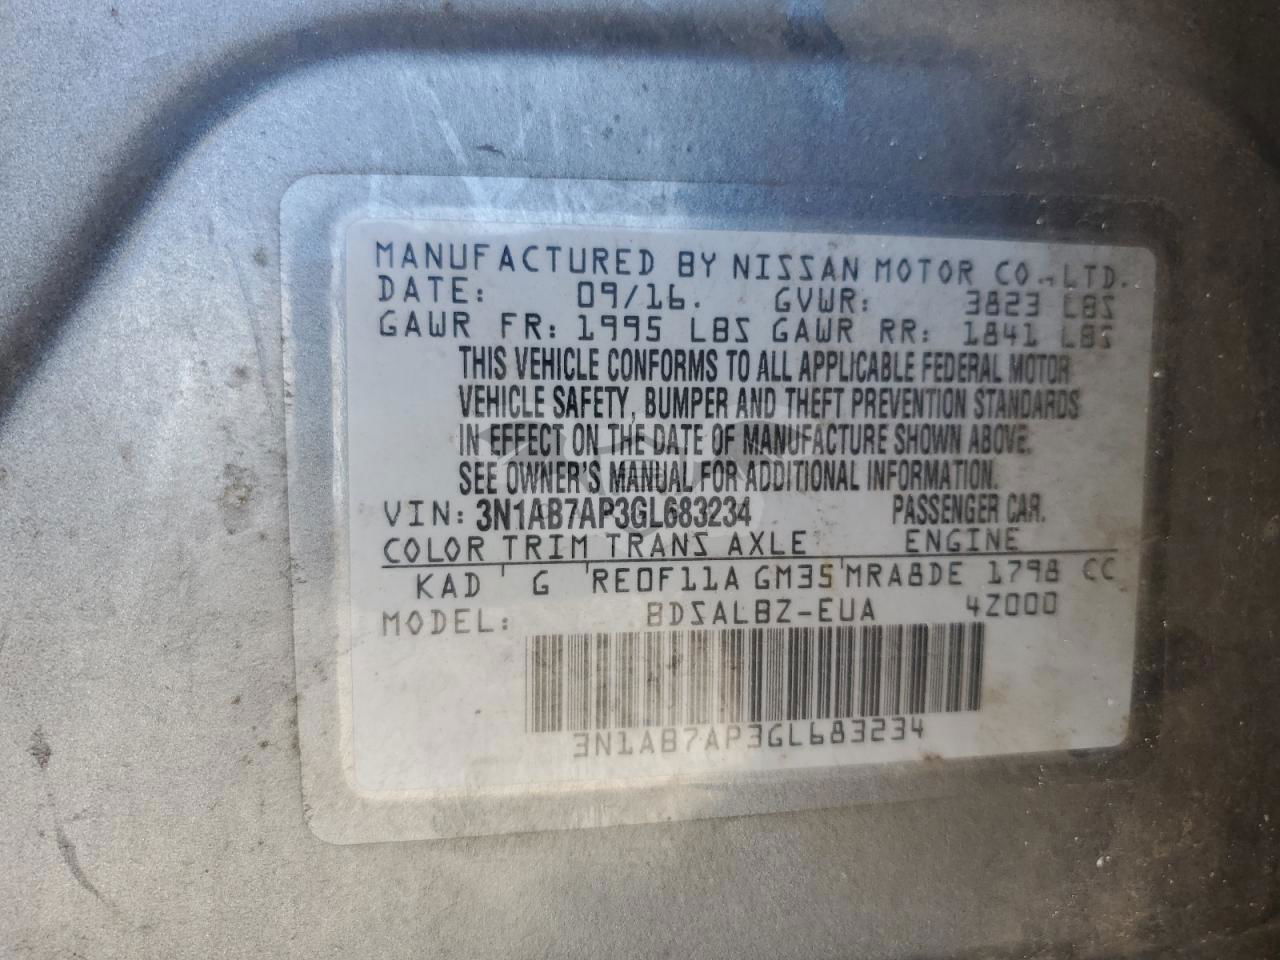 MANUFACTURED BY NISSAN MOTOR CO., LTD.
DATE: 09/16. GVWR: 3823 LBS
GAWR FR: 1995 LBS GAWR RR: 1841 LBS
THIS VEHICLE CONFORMS TO ALL APPLICABLE FEDERAL MOTOR
VEHICLE SAFETY, BUMPER AND THEFT PREVENTION STANDARDS
IN EFFECT ON THE DATE OF MANUFACTURE SHOWN ABOVE.
SEE OWNER'S MANUAL FOR ADDITIONAL INFORMATION.
VIN: 3N1AB7AP3GL683234 PASSENGER CAR.
COLOR TRIM TRANS AXLE ENGINE
KAD G RE0F11A GM35 MRA8DE 1798 CC
MODEL: BDSALBZ-EUA 4Z000
3N1AB7AP3GL683234